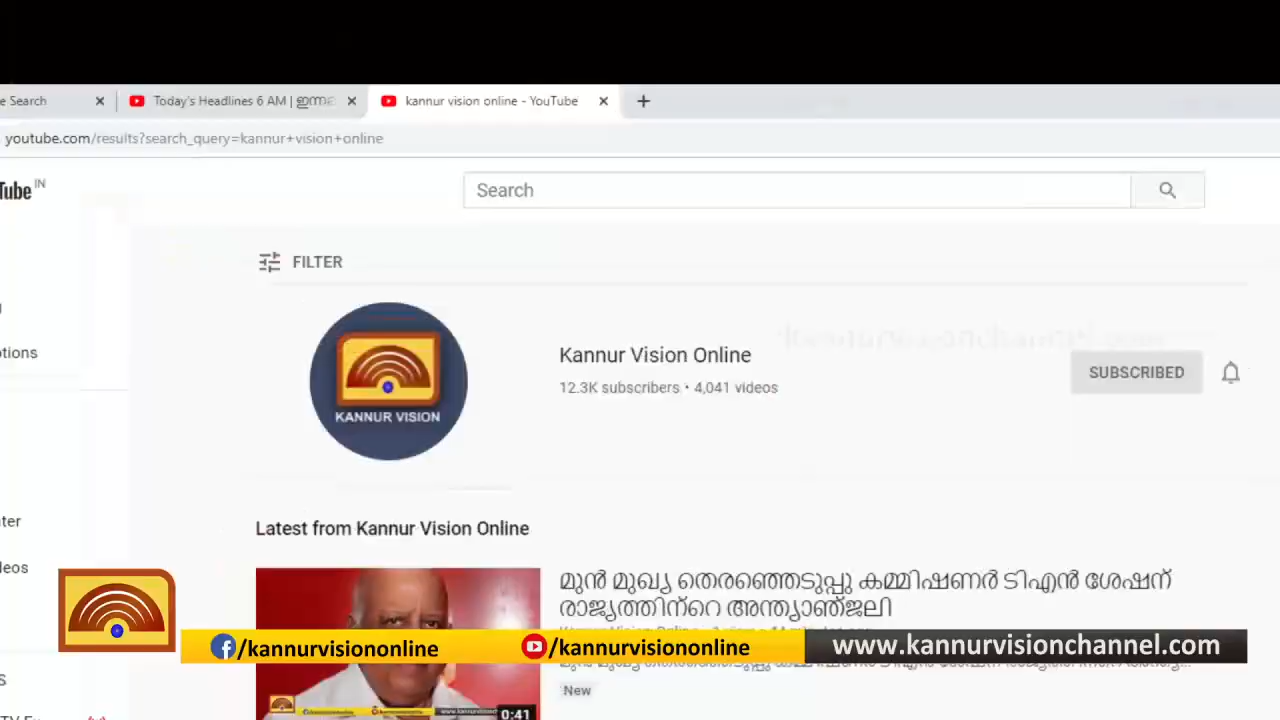 e Search
Today's Headlines 6 AM | ഇന്നത്
kannur vision online - YouTube
youtube.com/results?search_query=kannur+vision+online
Tube IN
Search
FILTER
otions
KANNUR VISION
Kannur Vision Online
12.3K subscribers • 4,041 videos
SUBSCRIBED
ter
Latest from Kannur Vision Online
eos
മുൻ മുഖ്യ തെരഞ്ഞെടുപ്പു കമ്മിഷണർ ടിഎൻ ശേഷന്
രാജ്യത്തിന്റെ അന്ത്യാഞ്ജലി
/kannurvisiononline
/kannurvisiononline
www.kannurvisionchannel.com
New
S
0:41